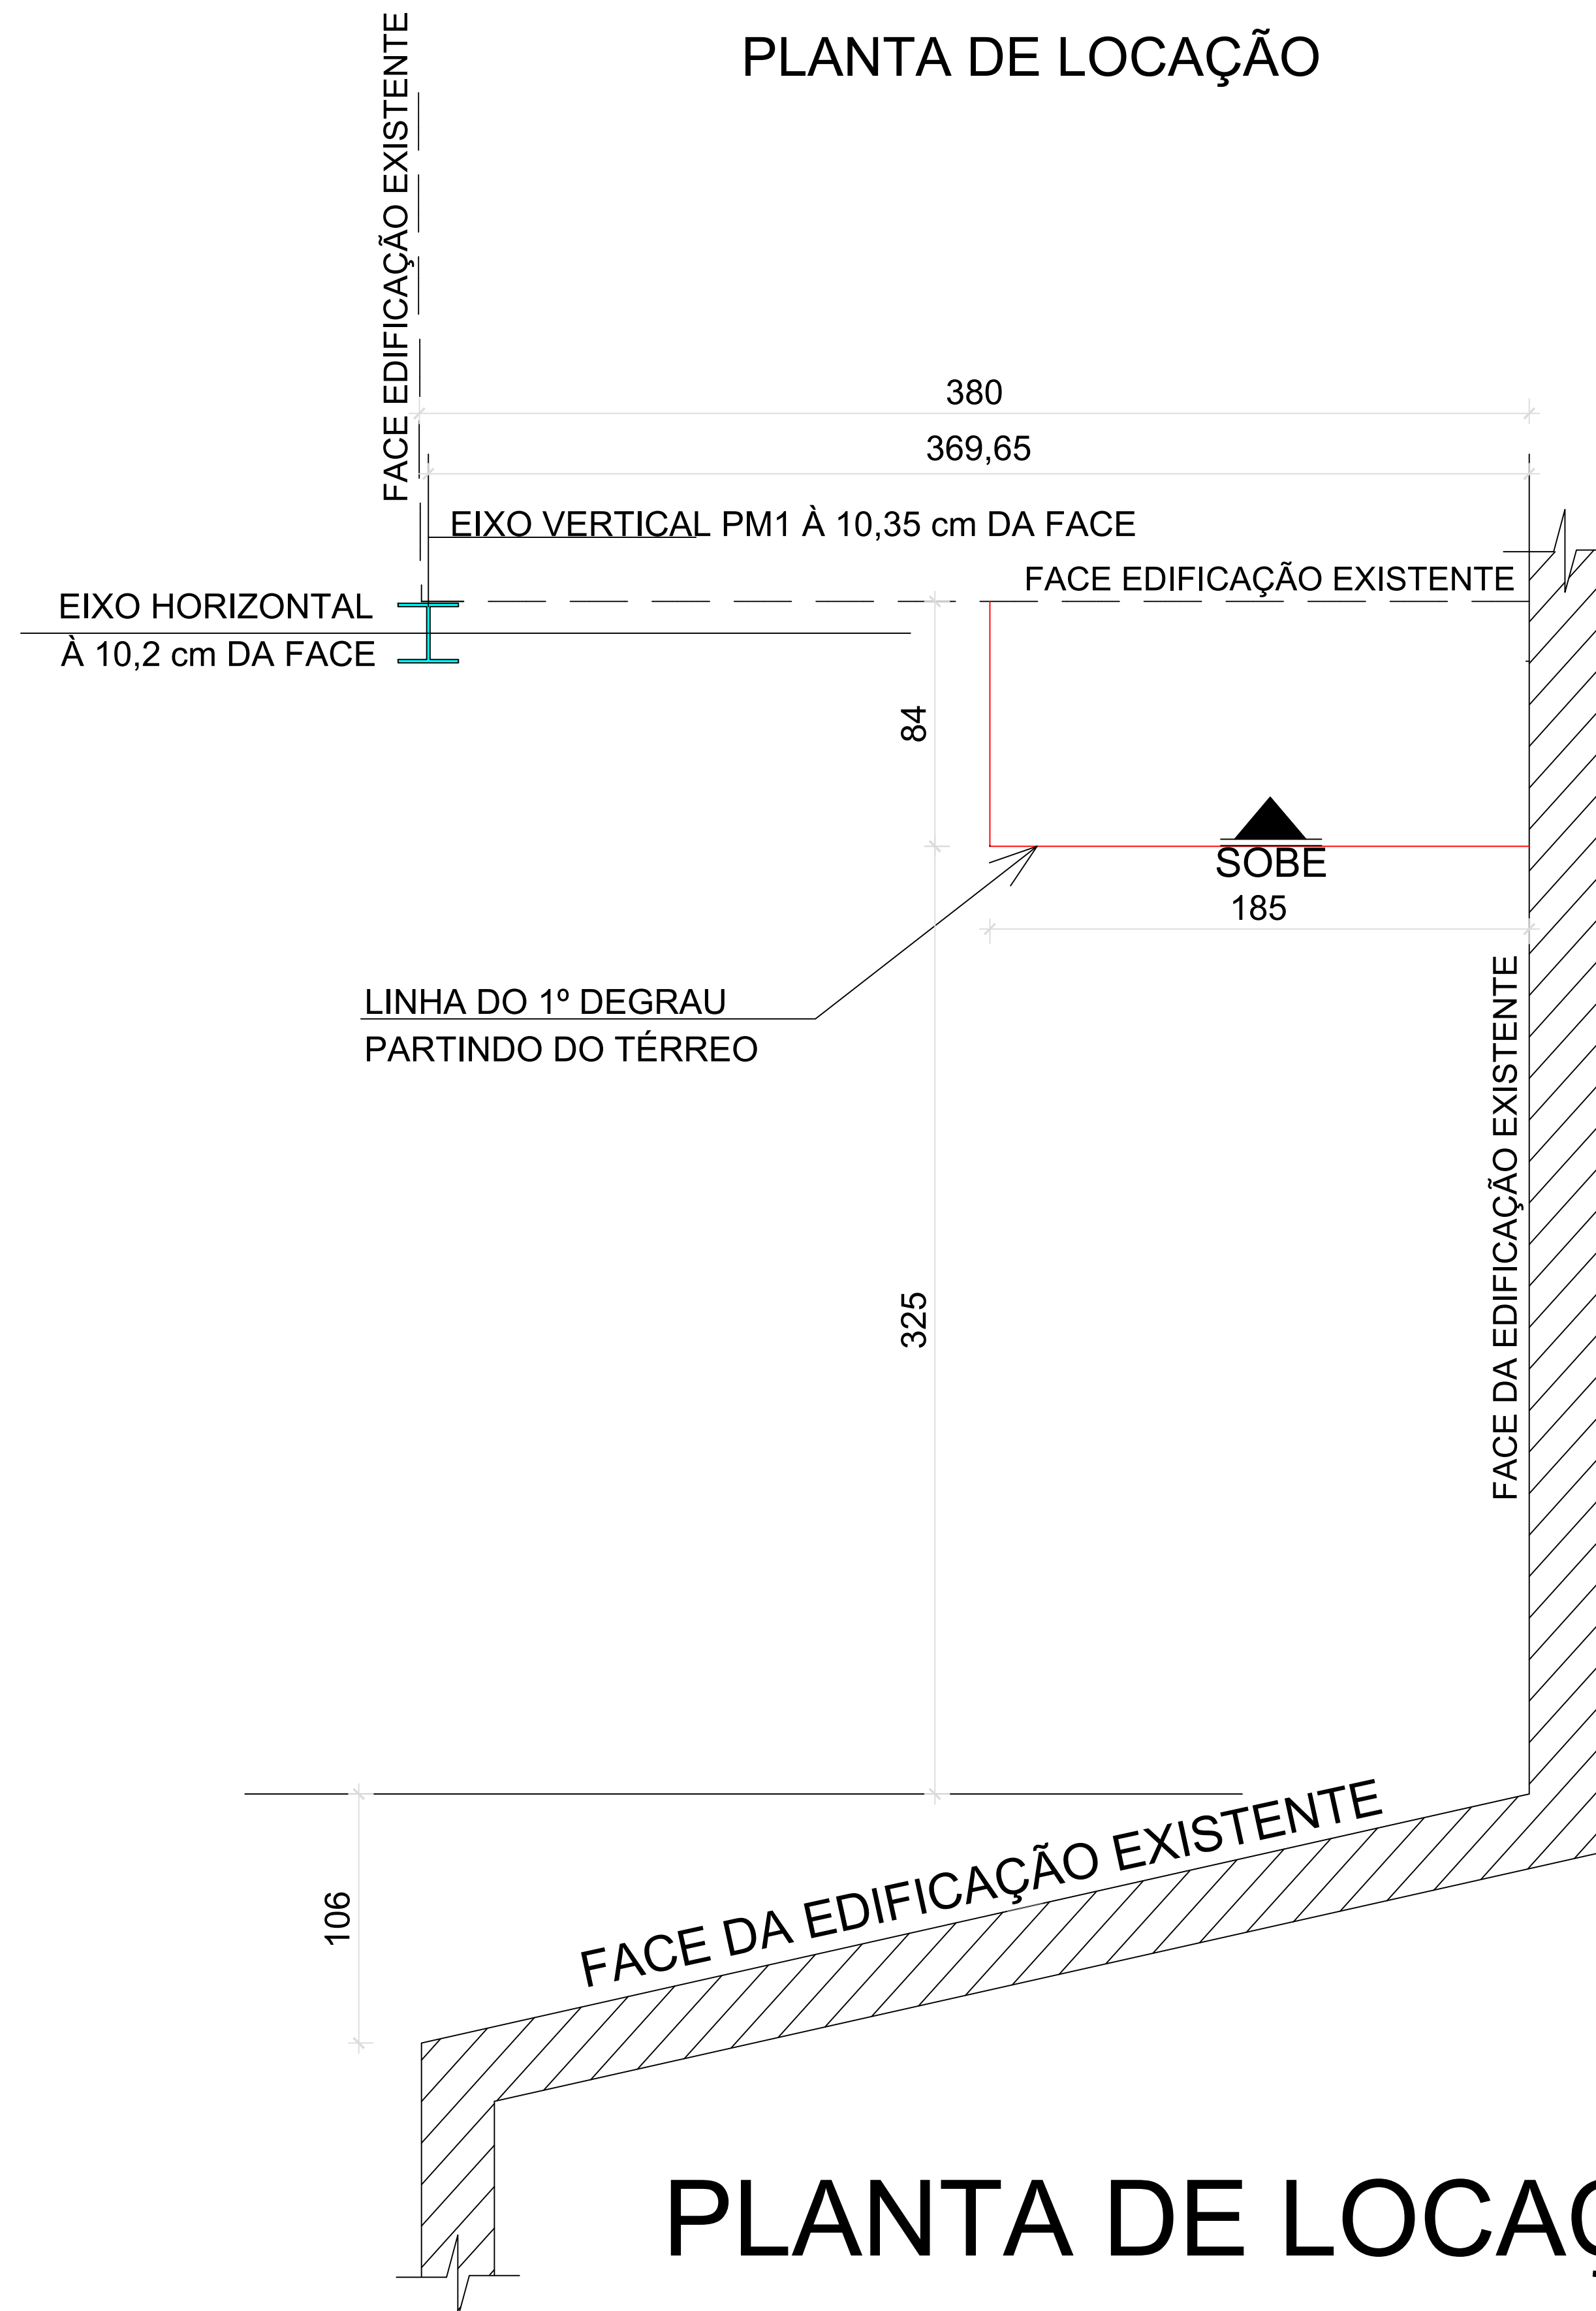 PLANTA DE LOCAÇÃO
FACE EDIFICAÇÃO EXISTENTE
380
369,65
EIXO VERTICAL PM1 À 10,35 cm DA FACE
FACE EDIFICAÇÃO EXISTENTE
EIXO HORIZONTAL
À 10,2 cm DA FACE
84
SOBE
185
LINHA DO 1º DEGRAU
PARTINDO DO TÉRREO
FACE DA EDIFICAÇÃO EXISTENTE
325
FACE DA EDIFICAÇÃO EXISTENTE
106
PLANTA DE LOCAÇ